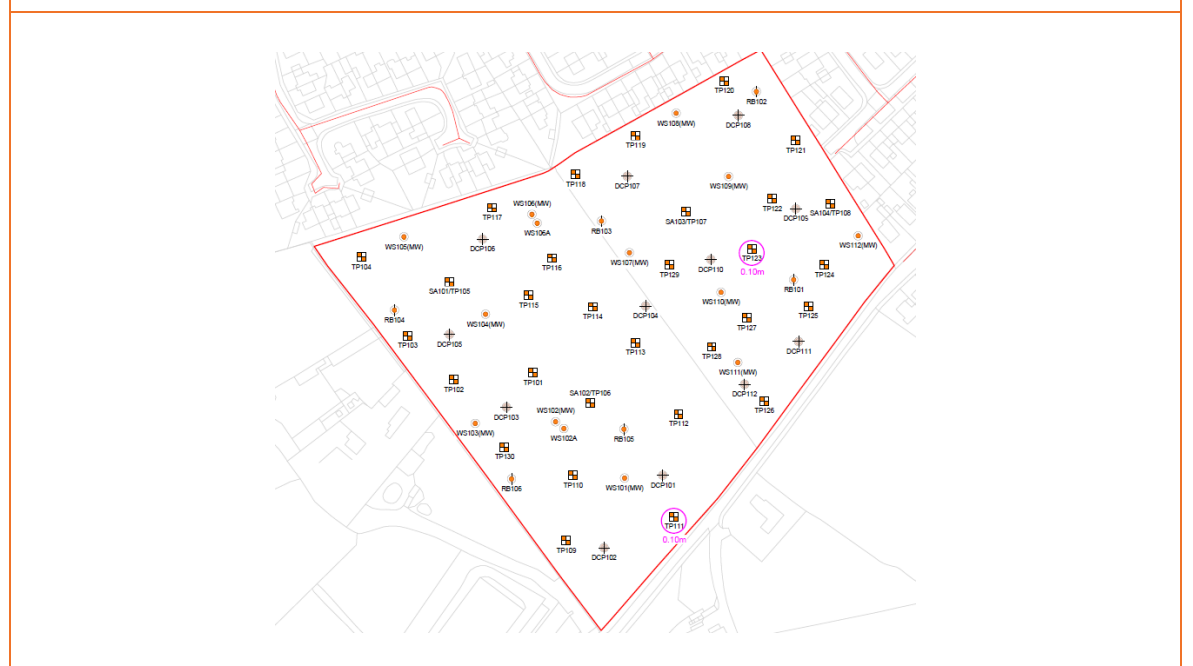 TP120
RB102
WS108(MW)
DCP108
TP119
TP121
TP118
DCP107
WS109(MW)
TP122
DCP105
SA104/TP108
WS106(MW)
TP117
WS106A
RB103
SA103/TP107
WS105(MW)
DCP106
WS112(MW)
TP104
TP116
WS107(MW)
TP129
DCP110
TP123
0.10m
TP124
SA101/TP105
RB101
TP115
WS110(MW)
RB104
WS104(MW)
TP114
DCP104
TP125
TP127
TP103
DCP105
TP113
TP128
DCP111
WS111(MW)
TP102
TP101
SA102/TP106
DCP112
TP126
DCP103
WS102(MW)
TP112
WS103(MW)
WS102A
RB105
TP130
RB106
TP110
WS101(MW)
DCP101
TP111
0.10m
TP109
DCP102